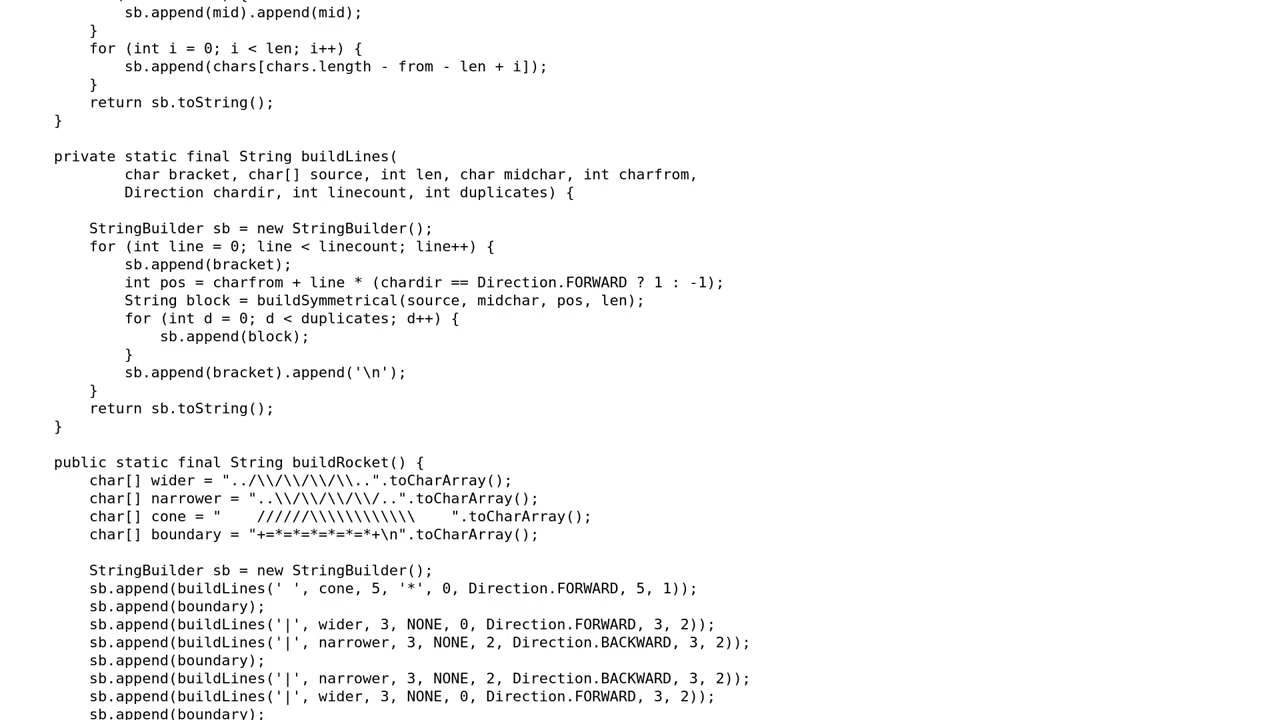 sb.append(mid).append(mid);
}
for (int i = 0; i < len; i++) {
sb.append(chars[chars.length - from - len + i]);
}
return sb.toString();
}
private static final String buildLines(
char bracket, char[] source, int len, char midchar, int charfrom,
Direction chardir, int linecount, int duplicates) {
StringBuilder sb = new StringBuilder();
for (int line = 0; line < linecount; line++) {
sb.append(bracket);
int pos = charfrom + line * (chardir == Direction.FORWARD ? 1 : -1);
String block = buildSymmetrical(source, midchar, pos, len);
for (int d = 0; d < duplicates; d++) {
sb.append(block);
}
sb.append(bracket).append('\n');
}
return sb.toString();
}
public static final String buildRocket() {
char[] wider = "../\\/\\/\\/\\..".toCharArray();
char[] narrower = "..\\/\\/\\/\\/..".toCharArray();
char[] cone = "    //////\\\\\\\\\\\\    ".toCharArray();
char[] boundary = "+=*=*=*=*=*=*+\n".toCharArray();
StringBuilder sb = new StringBuilder();
sb.append(buildLines(' ', cone, 5, '*', 0, Direction.FORWARD, 5, 1));
sb.append(boundary);
sb.append(buildLines('|', wider, 3, NONE, 0, Direction.FORWARD, 3, 2));
sb.append(buildLines('|', narrower, 3, NONE, 2, Direction.BACKWARD, 3, 2));
sb.append(boundary);
sb.append(buildLines('|', narrower, 3, NONE, 2, Direction.BACKWARD, 3, 2));
sb.append(buildLines('|', wider, 3, NONE, 0, Direction.FORWARD, 3, 2));
sb.append(boundary);